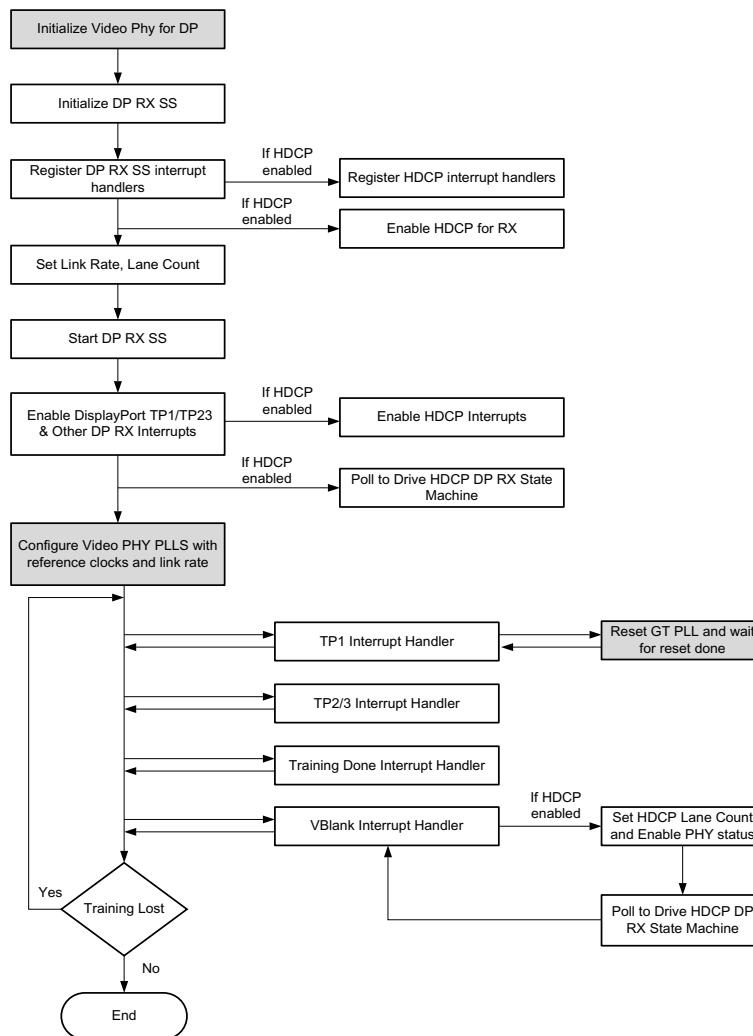 Initialize Video Phy for DP
Initialize DP RX SS
Register DP RX SS interrupt
handlers
If HDCP
enabled
Register HDCP interrupt handlers
If HDCP
enabled
Enable HDCP for RX
Set Link Rate, Lane Count
Start DP RX SS
Enable DisplayPort TP1/TP23
& Other DP RX Interrupts
If HDCP
enabled
Enable HDCP Interrupts
If HDCP
enabled
Poll to Drive HDCP DP RX State
Machine
Configure Video PHY PLLS with
reference clocks and link rate
TP1 Interrupt Handler
Reset GT PLL and wait
for reset done
TP2/3 Interrupt Handler
Training Done Interrupt Handler
VBlank Interrupt Handler
If HDCP
enabled
Set HDCP Lane Count
and Enable PHY status
Poll to Drive HDCP DP
RX State Machine
Yes
Training Lost
No
End